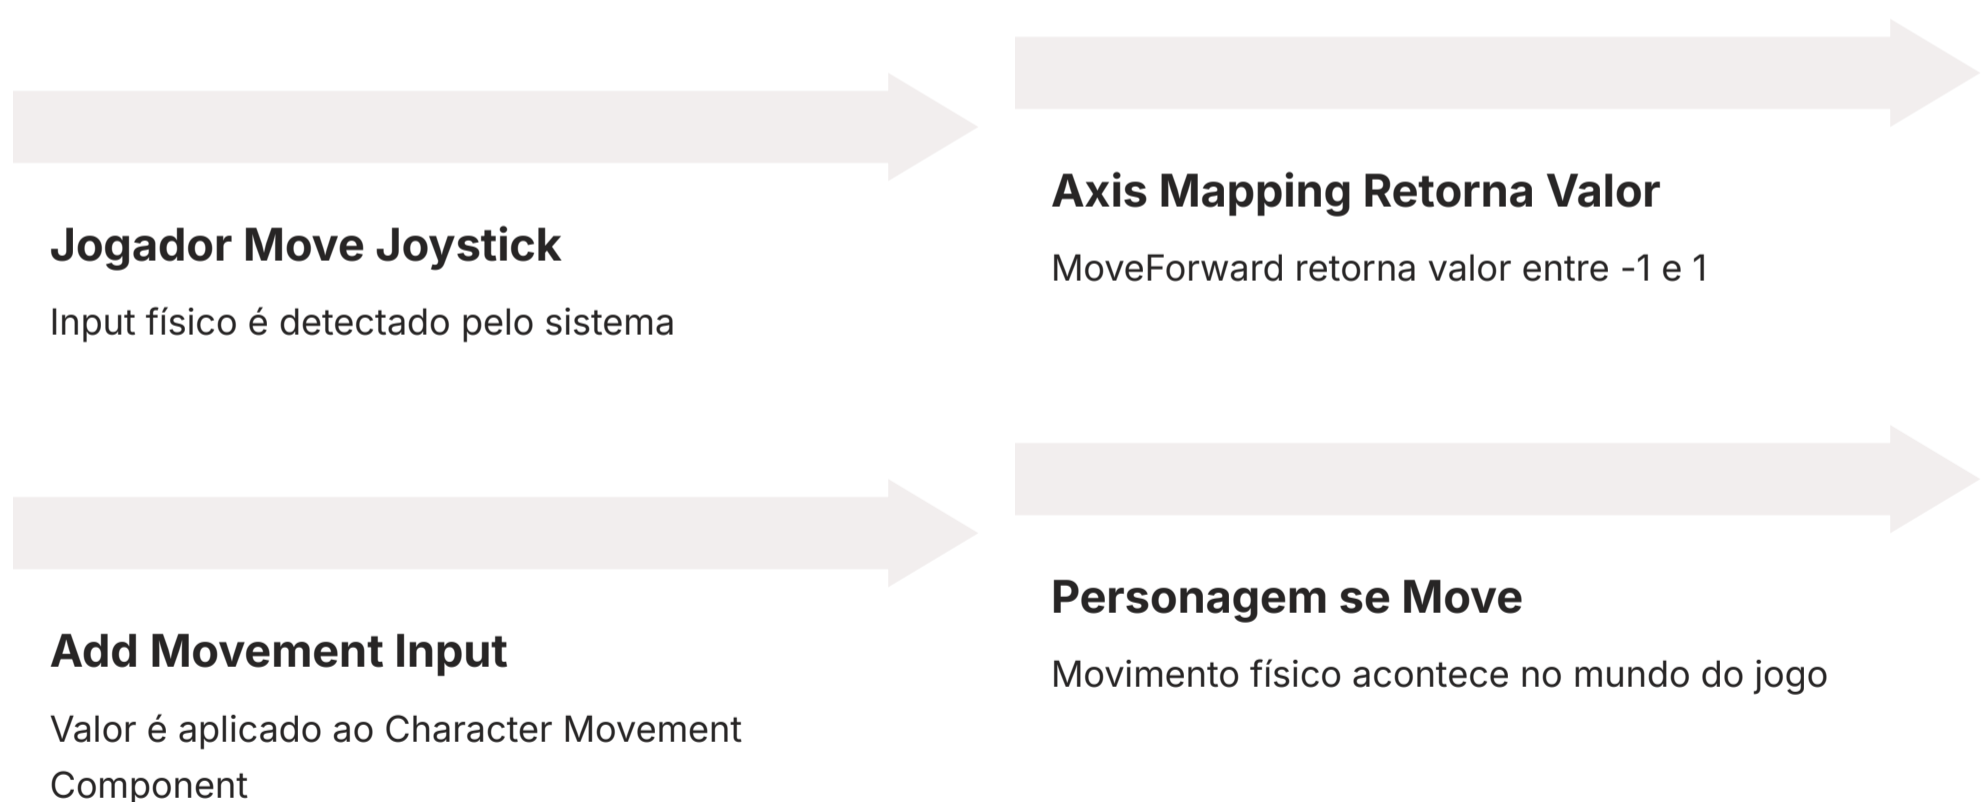 Jogador Move Joystick
Input físico é detectado pelo sistema
Axis Mapping Retorna Valor
MoveForward retorna valor entre -1 e 1
Add Movement Input
Valor é aplicado ao Character Movement
Component
Personagem se Move
Movimento físico acontece no mundo do jogo